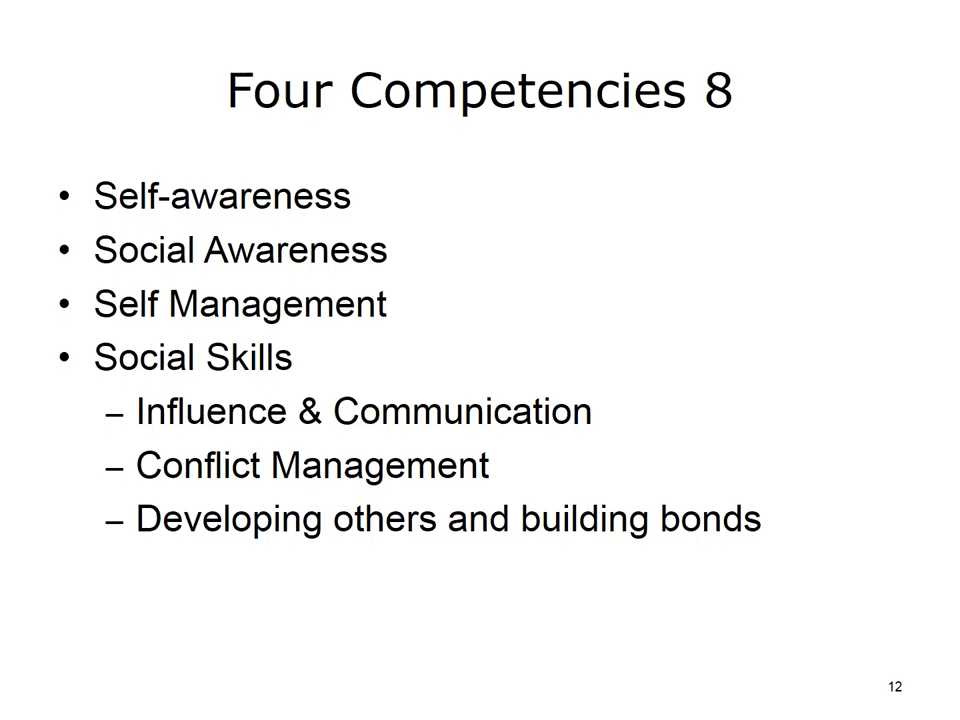 Four Competencies 8
• Self-awareness
• Social Awareness
• Self Management
• Social Skills
– Influence & Communication
– Conflict Management
– Developing others and building bonds
12